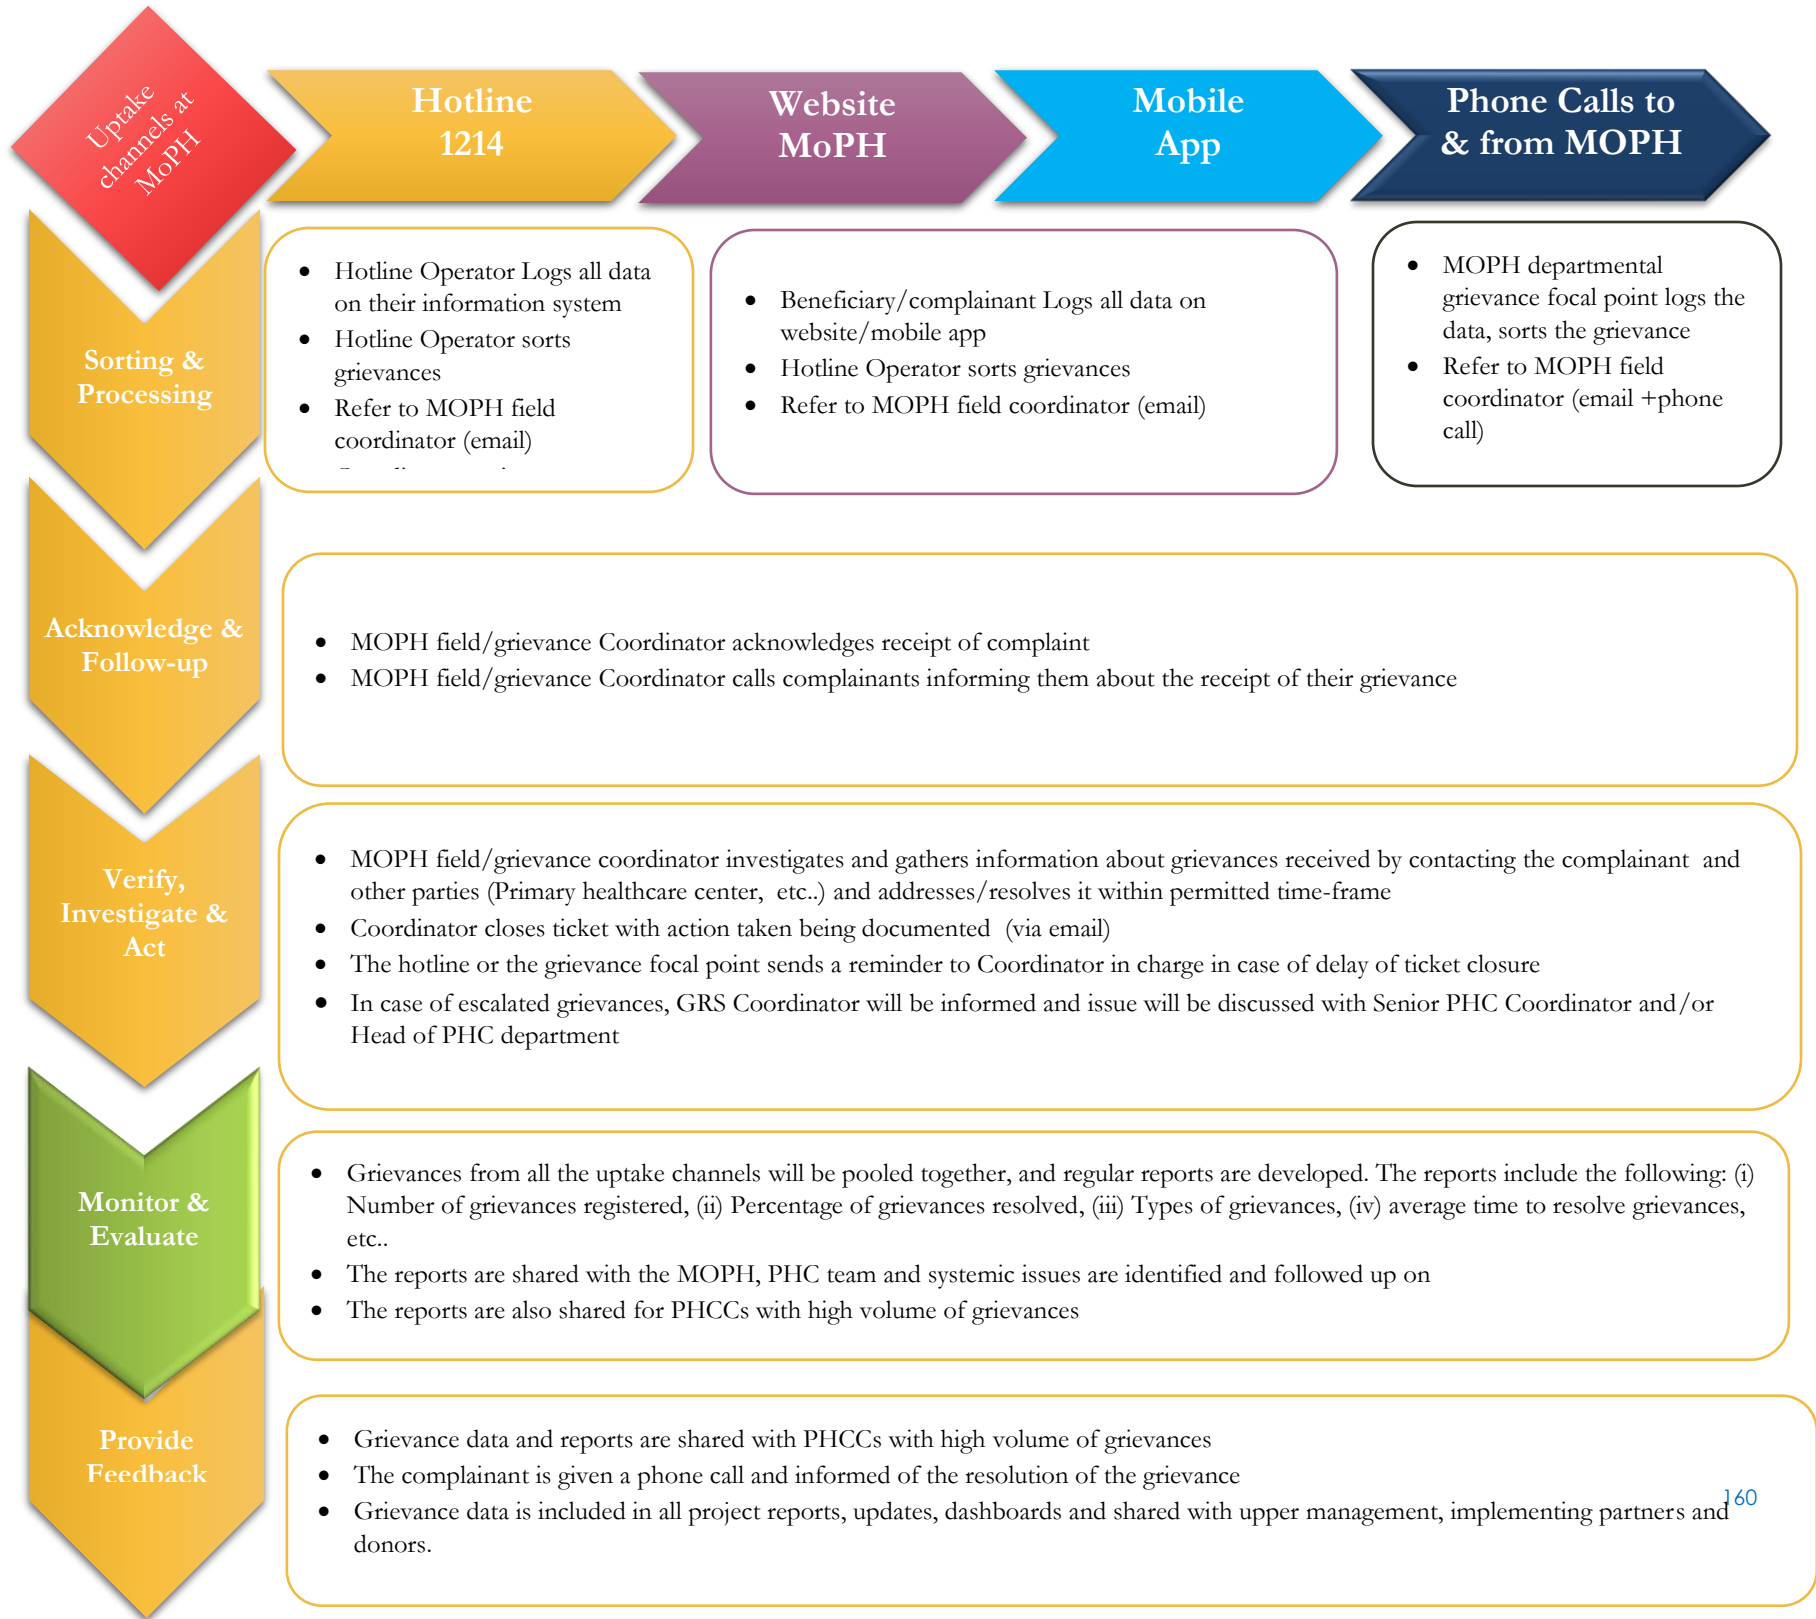 Uptake
channels at
MoPH
Hotline
1214
Website
MoPH
Mobile
App
Phone Calls to
& from MOPH
Sorting &
Processing
• Hotline Operator Logs all data
on their information system
• Hotline Operator sorts
grievances
• Refer to MOPH field
coordinator (email)
• Beneficiary/complainant Logs all data on
website/mobile app
• Hotline Operator sorts grievances
• Refer to MOPH field coordinator (email)
• MOPH departmental
grievance focal point logs the
data, sorts the grievance
• Refer to MOPH field
coordinator (email +phone
call)
Acknowledge &
Follow-up
• MOPH field/grievance Coordinator acknowledges receipt of complaint
• MOPH field/grievance Coordinator calls complainants informing them about the receipt of their grievance
Verify,
Investigate &
Act
• MOPH field/grievance coordinator investigates and gathers information about grievances received by contacting the complainant and
other parties (Primary healthcare center, etc..) and addresses/resolves it within permitted time-frame
• Coordinator closes ticket with action taken being documented (via email)
• The hotline or the grievance focal point sends a reminder to Coordinator in charge in case of delay of ticket closure
• In case of escalated grievances, GRS Coordinator will be informed and issue will be discussed with Senior PHC Coordinator and/or
Head of PHC department
Monitor &
Evaluate
• Grievances from all the uptake channels will be pooled together, and regular reports are developed. The reports include the following: (i)
Number of grievances registered, (ii) Percentage of grievances resolved, (iii) Types of grievances, (iv) average time to resolve grievances,
etc..
• The reports are shared with the MOPH, PHC team and systemic issues are identified and followed up on
• The reports are also shared for PHCCs with high volume of grievances
Provide
Feedback
• Grievance data and reports are shared with PHCCs with high volume of grievances
• The complainant is given a phone call and informed of the resolution of the grievance
• Grievance data is included in all project reports, updates, dashboards and shared with upper management, implementing partners and
donors.
160